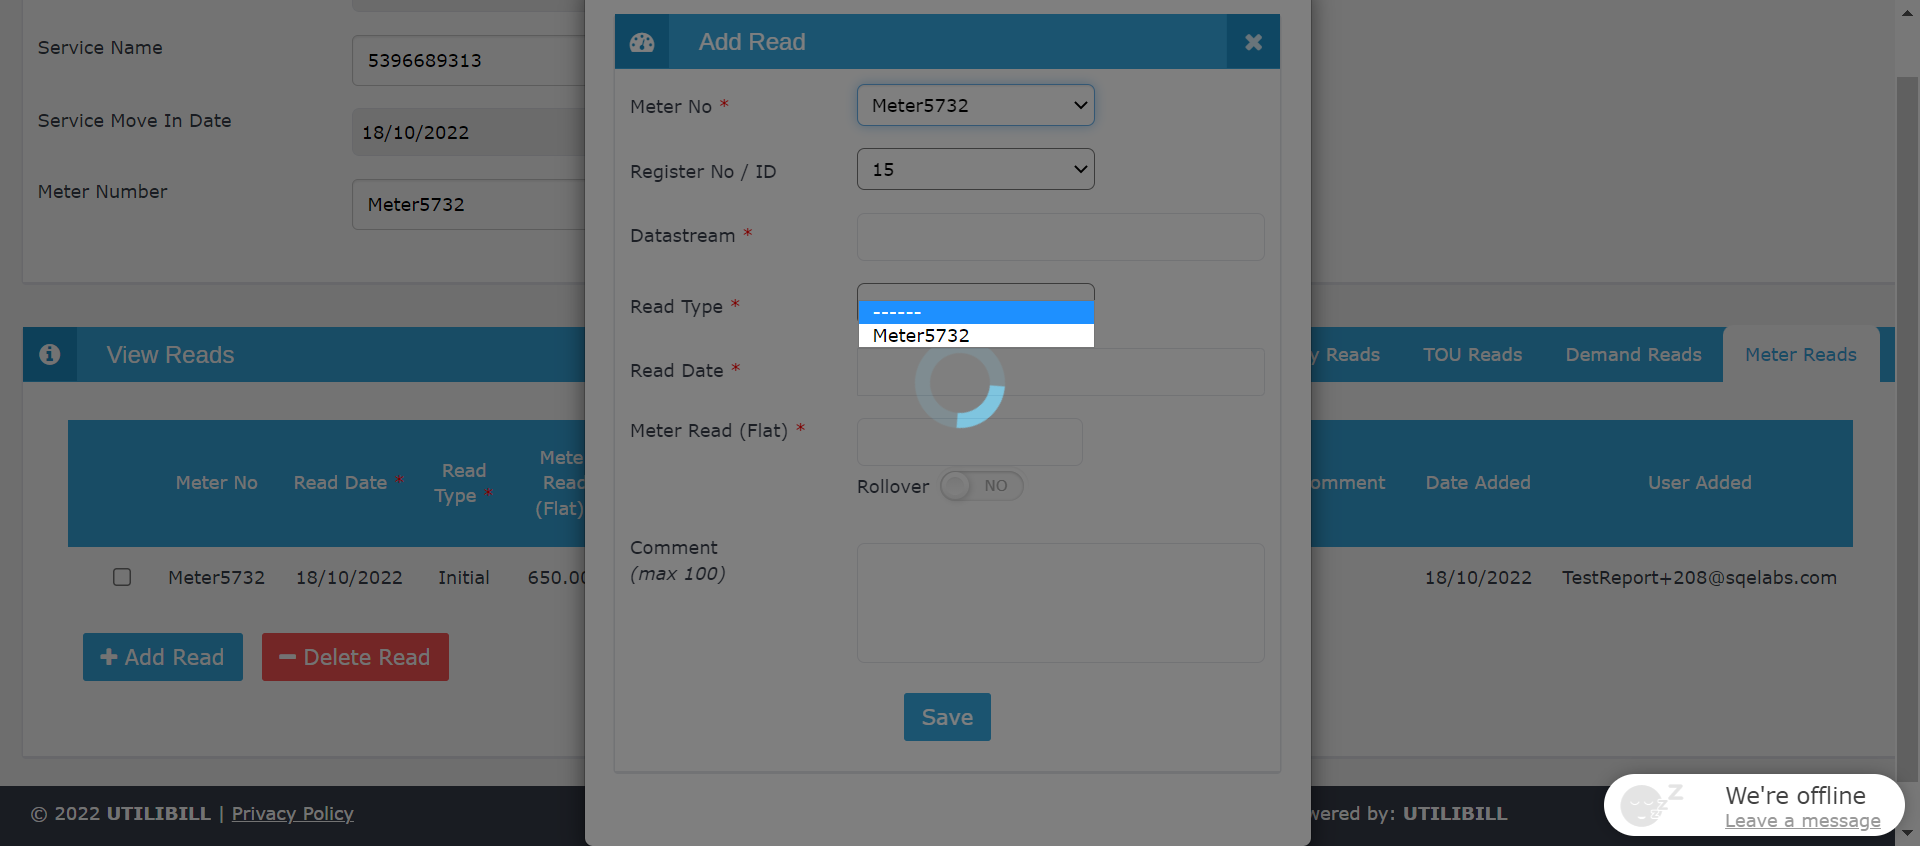 Service Name
5396689313
Service Move In Date
18/10/2022
Meter Number
Meter5732
Add Read
Meter No *
Meter5732
Register No / ID
15
Datastream *
Read Type *
------
Meter5732
Read Date *
Meter Read (Flat) *
Rollover NO
Comment
(max 100)
Save
View Reads
y Reads
TOU Reads
Demand Reads
Meter Reads
Meter No
Read Date *
Read
Type *
Mete
Read
(Flat)
omment
Date Added
User Added
Meter5732
18/10/2022
Initial
650.00
18/10/2022
TestReport+208@sqelabs.com
Add Read
Delete Read
© 2022 UTILIBILL | Privacy Policy
wered by: UTILIBILL
We're offline
Leave a message